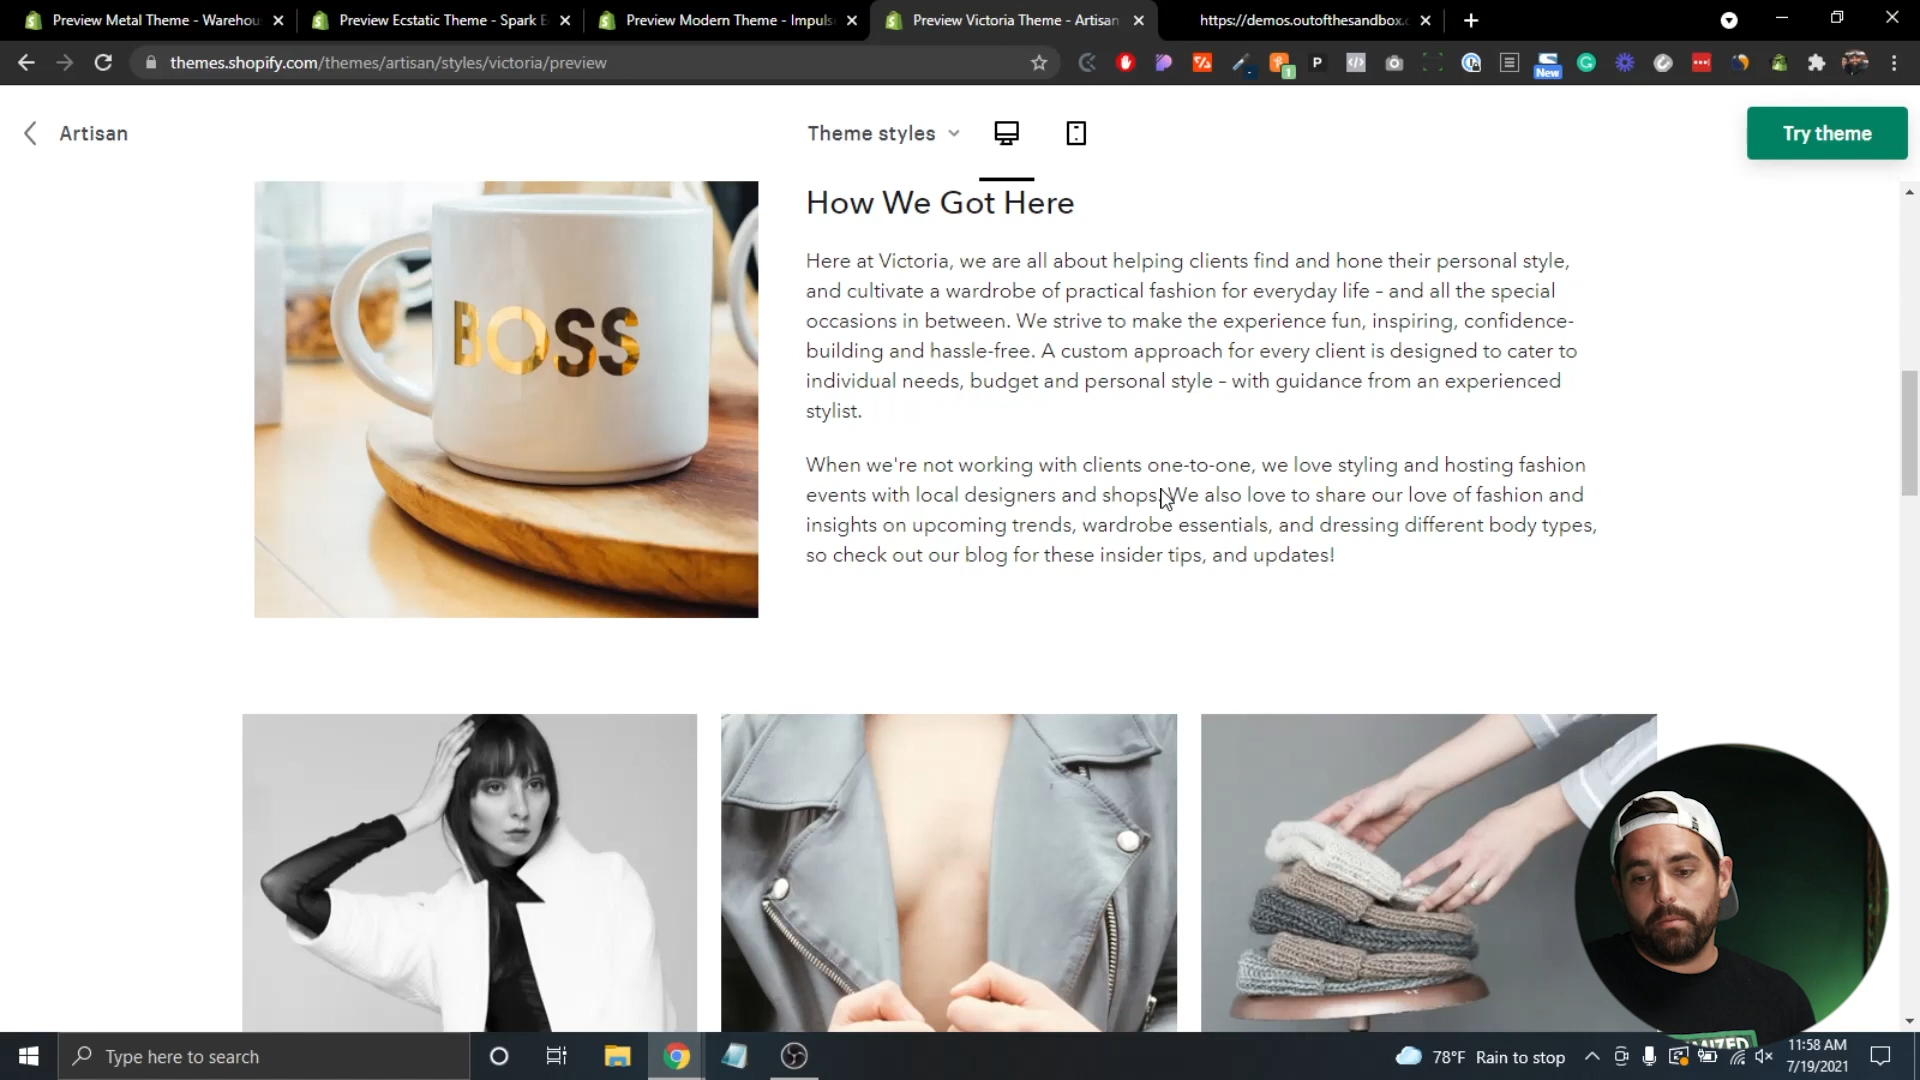 Preview Metal Theme - Warehou
Preview Ecstatic Theme - Spark E
Preview Modern Theme - Impuls
Preview Victoria Theme - Artisan
https://demos.outofthesandbox.c
themes.shopify.com/themes/artisan/styles/victoria/preview
P
1
New
Artisan
Theme styles
Try theme
BOSS
How We Got Here
Here at Victoria, we are all about helping clients find and hone their personal style,
and cultivate a wardrobe of practical fashion for everyday life – and all the special
occasions in between. We strive to make the experience fun, inspiring, confidence-
building and hassle-free. A custom approach for every client is designed to cater to
individual needs, budget and personal style – with guidance from an experienced
stylist.
When we're not working with clients one-to-one, we love styling and hosting fashion
events with local designers and shops. We also love to share our love of fashion and
insights on upcoming trends, wardrobe essentials, and dressing different body types,
so check out our blog for these insider tips, and updates!
Type here to search
78°F Rain to stop
11:58 AM
7/19/2021